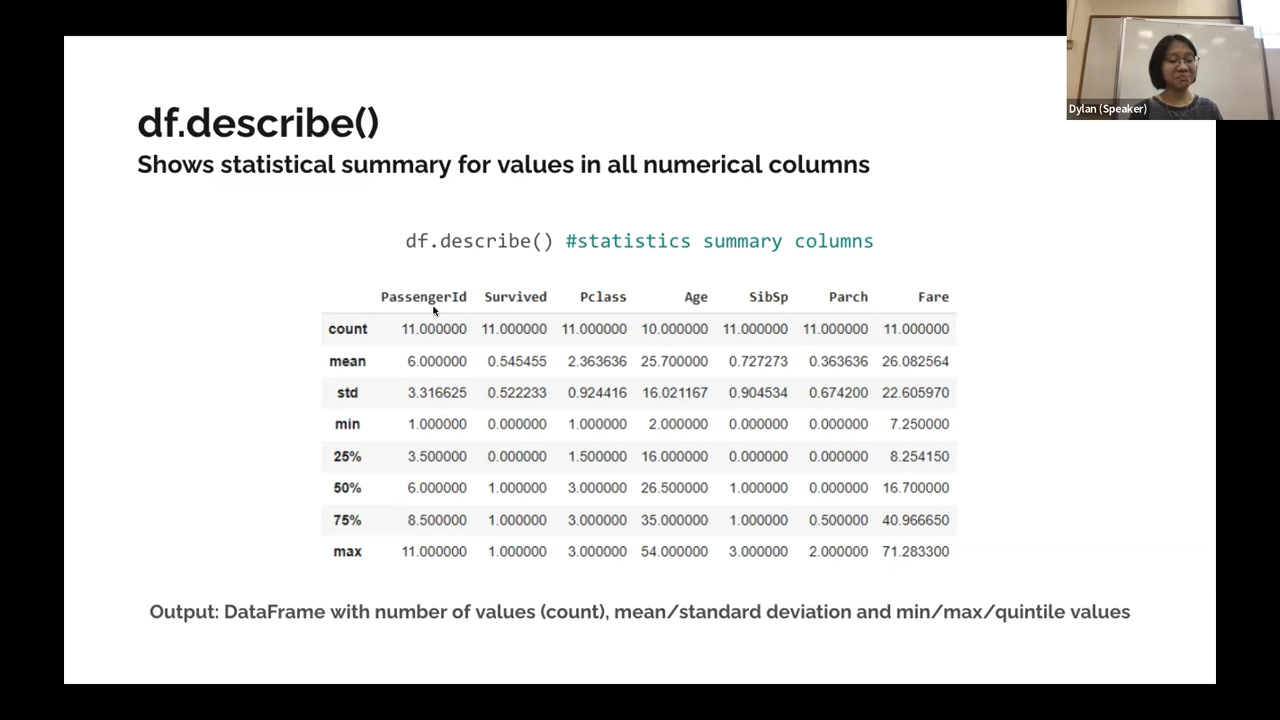 df.describe()
Shows statistical summary for values in all numerical columns
df.describe() #statistics summary columns
PassengerId Survived Pclass Age SibSp Parch Fare
count 11.000000 11.000000 11.000000 10.000000 11.000000 11.000000 11.000000
mean 6.000000 0.545455 2.363636 25.700000 0.727273 0.363636 26.082564
std 3.316625 0.522233 0.924416 16.021167 0.904534 0.674200 22.605970
min 1.000000 0.000000 1.000000 2.000000 0.000000 0.000000 7.250000
25% 3.500000 0.000000 1.500000 16.000000 0.000000 0.000000 8.254150
50% 6.000000 1.000000 3.000000 26.500000 1.000000 0.000000 16.700000
75% 8.500000 1.000000 3.000000 35.000000 1.000000 0.500000 40.966650
max 11.000000 1.000000 3.000000 54.000000 3.000000 2.000000 71.283300
Output: DataFrame with number of values (count), mean/standard deviation and min/max/quintile values
Dylan (Speaker)